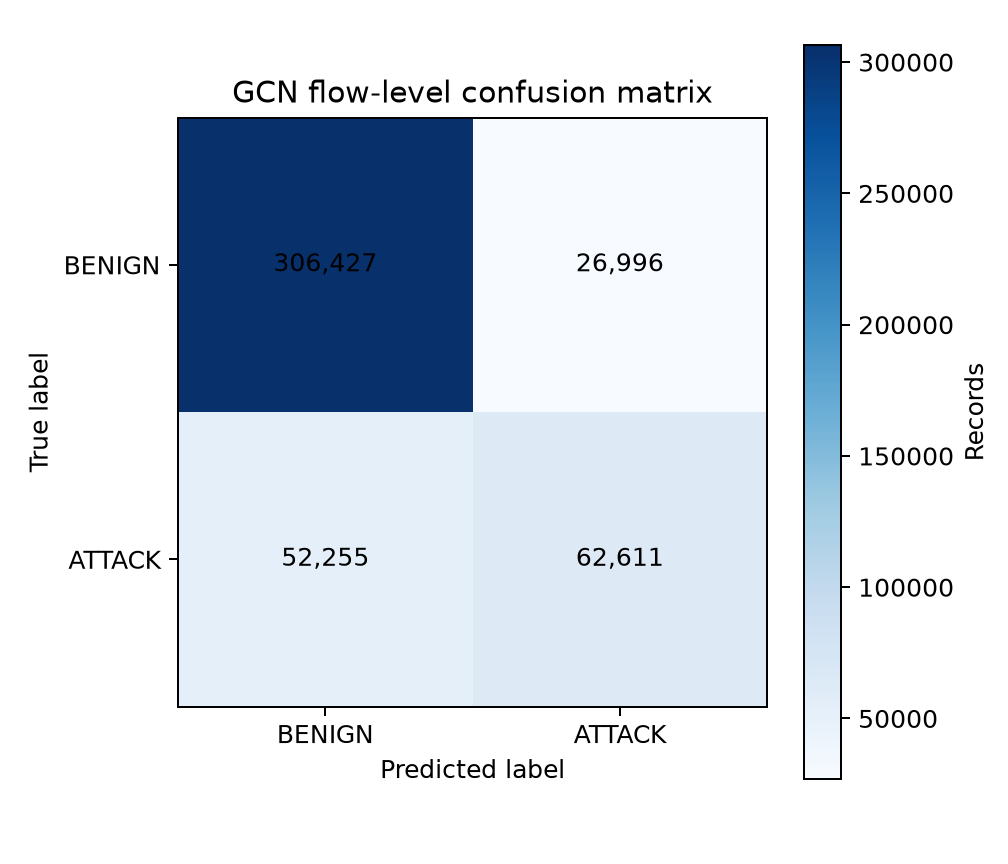 GCN flow-level confusion matrix
BENIGN
ATTACK
True label
306,427
26,996
52,255
62,611
BENIGN
ATTACK
Predicted label
300000
250000
200000
150000
100000
50000
Records